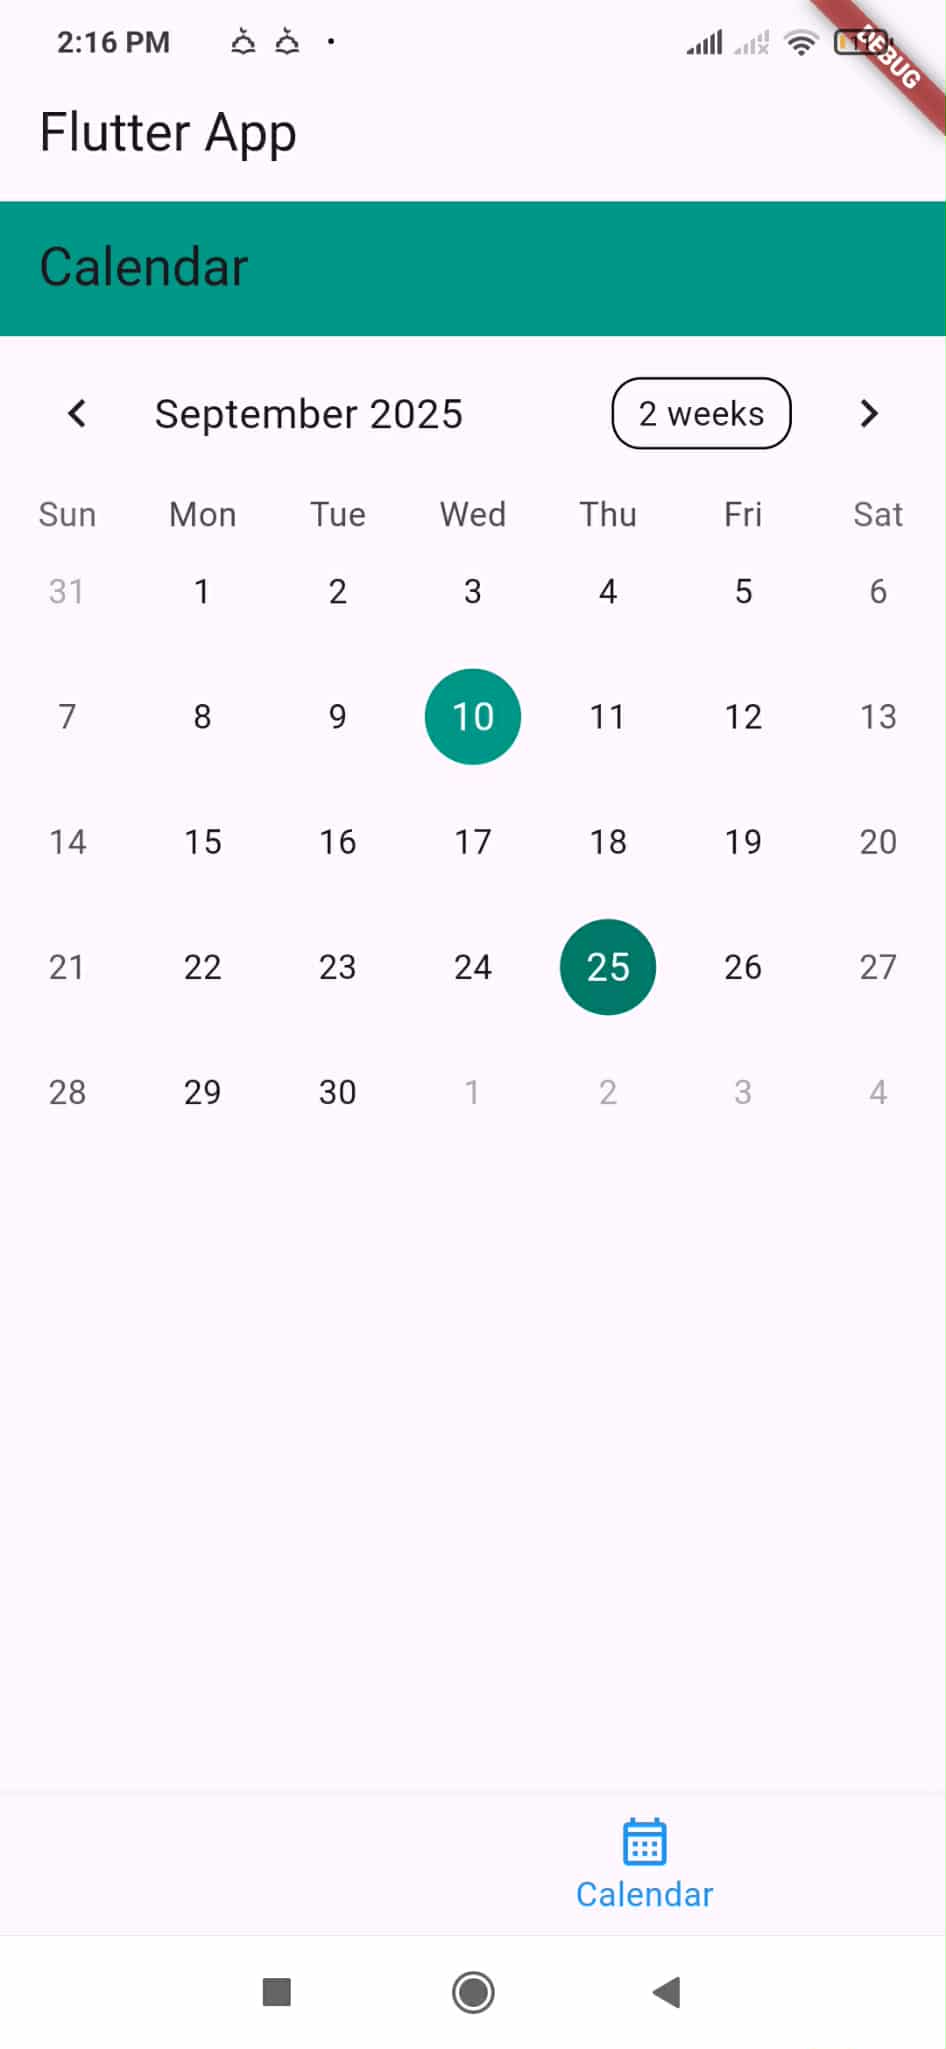 2:16 PM
DEBUG
Flutter App
Calendar
September 2025 2 weeks
Sun Mon Tue Wed Thu Fri Sat
31 1 2 3 4 5 6
7 8 9 10 11 12 13
14 15 16 17 18 19 20
21 22 23 24 25 26 27
28 29 30 1 2 3 4
Calendar